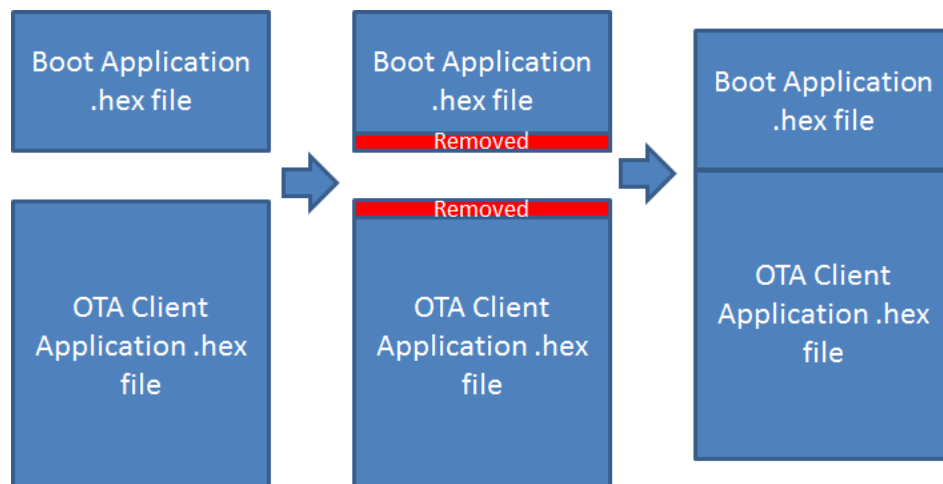 Boot Application
.hex file
OTA Client
Application .hex
file
Boot Application
.hex file
Removed
Removed
OTA Client
Application .hex
file
Boot Application
.hex file
OTA Client
Application .hex
file